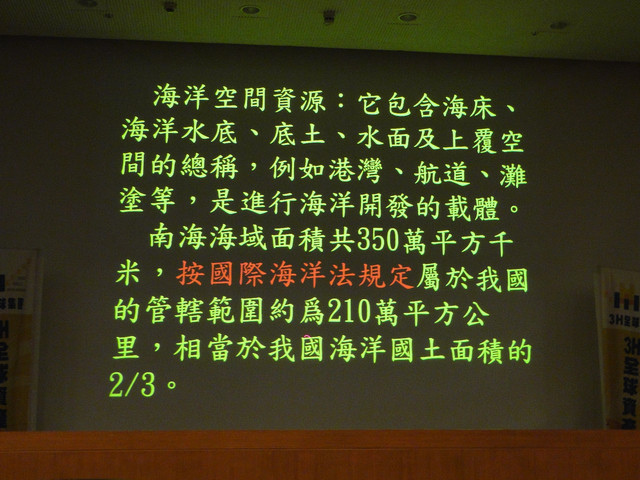 海洋空間資源：它包含海床、
海洋水底、底土、水面及上覆空
間的總稱，例如港灣、航道、灘
塗等，是進行海洋開發的載體。
南海海域面積共350萬平方千
米，按國際海洋法規定屬於我國
的管轄範圍約爲210萬平方公
里，相當於我國海洋國土面積的
2/3。